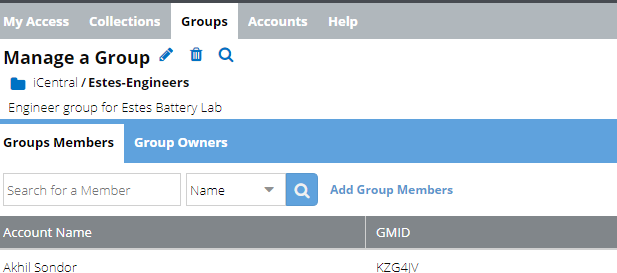 My Access Collections Groups Accounts Help
Manage a Group
iCentral / Estes-Engineers
Engineer group for Estes Battery Lab
Groups Members Group Owners
Search for a Member Name Add Group Members
Account Name GMID
Akhil Sondor KZG4JV